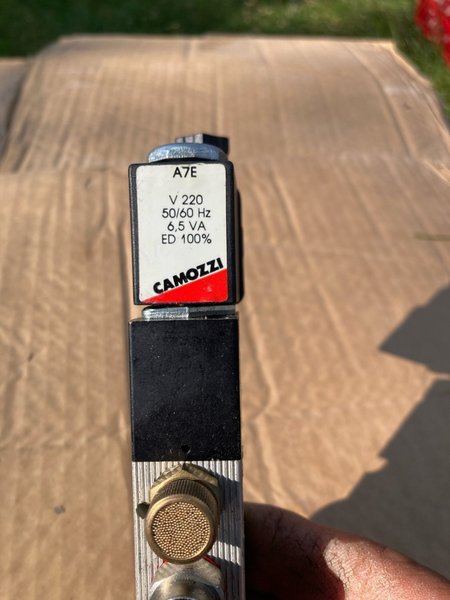 A7E
V 220
50/60 Hz
6,5 VA
ED 100%
CAMOZZI